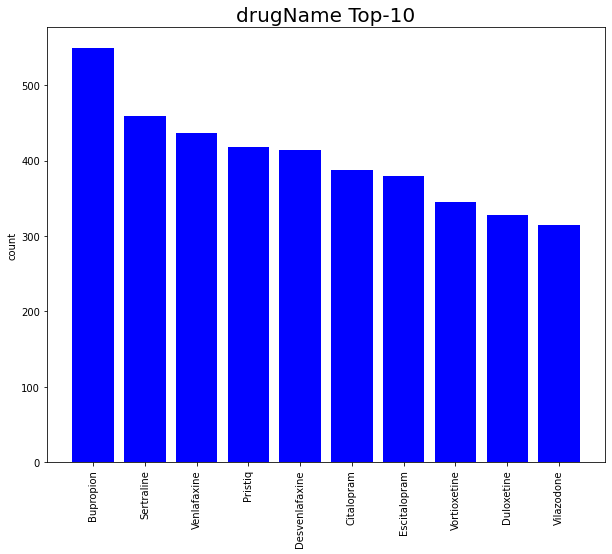 drugName Top-10
count
500
400
300
200
100
0
Bupropion
Sertraline
Venlafaxine
Pristiq
Desvenlafaxine
Citalopram
Escitalopram
Vortioxetine
Duloxetine
Vilazodone